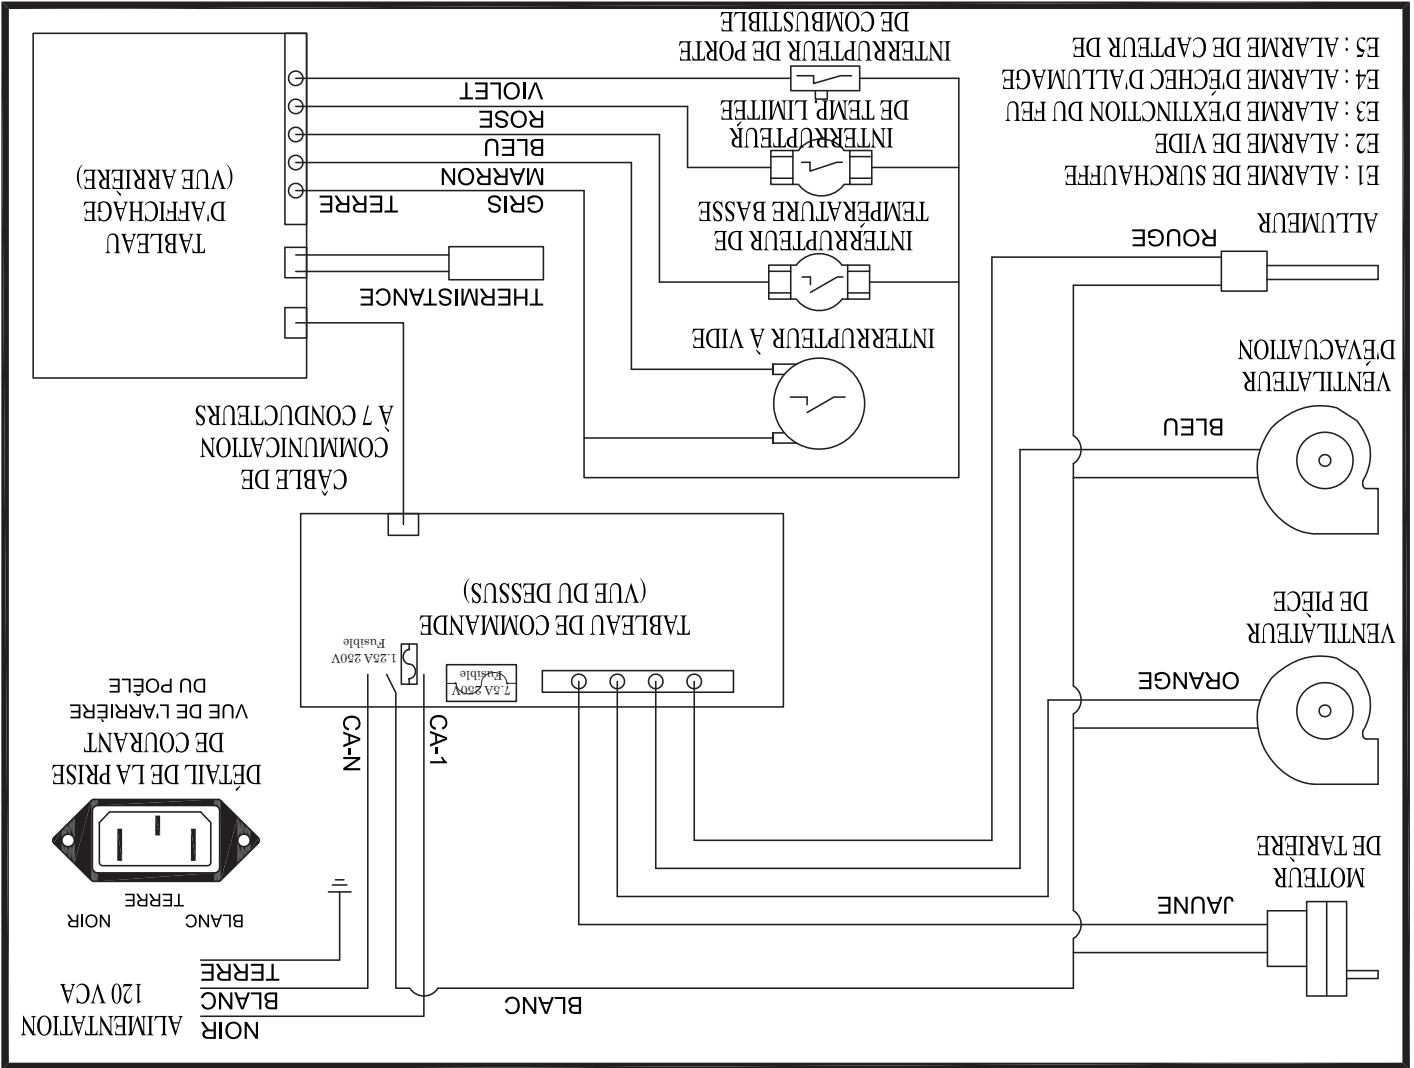 NOIR
BLANC
TERRE
ALIMENTATION
120 VCA
BLANC
JAUNE
MOTEUR
DE TARIÈRE
BLANC
TERRE
NOIR
DÉTAIL DE LA PRISE
DE COURANT
VUE DE L'ARRIÈRE
DU POÊLE
CA-1
CA-N
ORANGE
VENTILATEUR
DE PIÈCE
7.5A 250V
Fusible
1.25A 250V
Fusible
TABLEAU DE COMMANDE
(VUE DU DESSUS)
CÂBLE DE
COMMUNICATION
À 7 CONDUCTEURS
BLEU
VENTILATEUR
D'ÉVACUATION
INTERRUPTEUR À VIDE
THERMISTANCE
ROUGE
ALLUMEUR
INTERRUPTEUR DE
TEMPÉRATURE BASSE
GRIS
TERRE
MARRON
BLEU
ROSE
VIOLET
TABLEAU
D'AFFICHAGE
(VUE ARRIÈRE)
INTERRUPTEUR
DE TEMP LIMITÉE
INTERRUPTEUR DE PORTE
DE COMBUSTIBLE
E1 : ALARME DE SURCHAUFFE
E2 : ALARME DE VIDE
E3 : ALARME D'ÉXTINCTION DU FEU
E4 : ALARME D'ÉCHEC D'ALLUMAGE
E5 : ALARME DE CAPTEUR DE